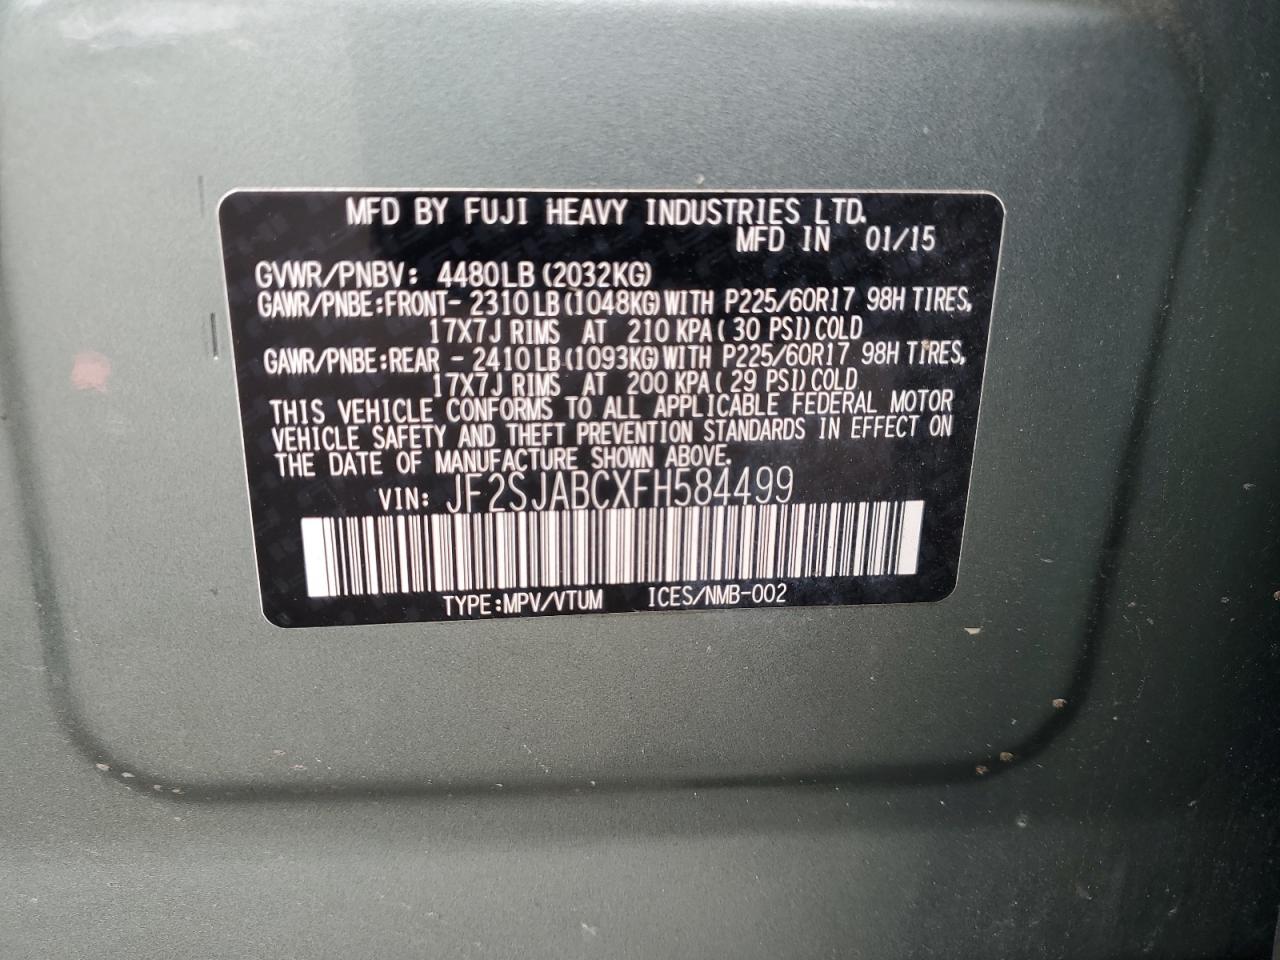 MFD BY FUJI HEAVY INDUSTRIES LTD.
MFD IN 01/15
GVWR/PNBV: 4480LB (2032KG)
GAWR/PNBE:FRONT- 2310LB (1048KG) WITH P225/60R17 98H TIRES,
17X7J RIMS AT 210 KPA ( 30 PSI) COLD
GAWR/PNBE:REAR - 2410LB (1093KG) WITH P225/60R17 98H TIRES,
17X7J RIMS AT 200 KPA ( 29 PSI) COLD
THIS VEHICLE CONFORMS TO ALL APPLICABLE FEDERAL MOTOR
VEHICLE SAFETY AND THEFT PREVENTION STANDARDS IN EFFECT ON
THE DATE OF MANUFACTURE SHOWN ABOVE.
VIN: JF2SJABCXFH584499
TYPE:MPV/VTUM ICES/NMB-002